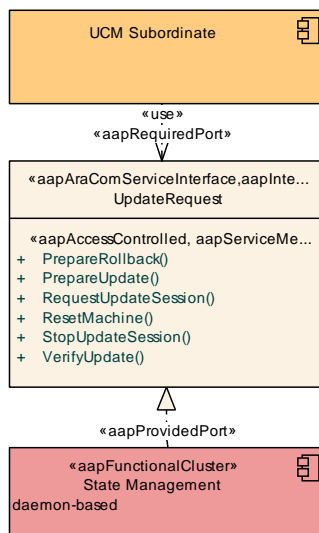 UCM Subordinate
«use»
«aapRequiredPort»
«aapAraComServiceInterface,aapInte...
UpdateRequest
«aapAccessControlled, aapServiceMe...
+ PrepareRollback()
+ PrepareUpdate()
+ RequestUpdateSession()
+ ResetMachine()
+ StopUpdateSession()
+ VerifyUpdate()
«aapProvidedPort»
«aapFunctionalCluster»
State Management
daemon-based